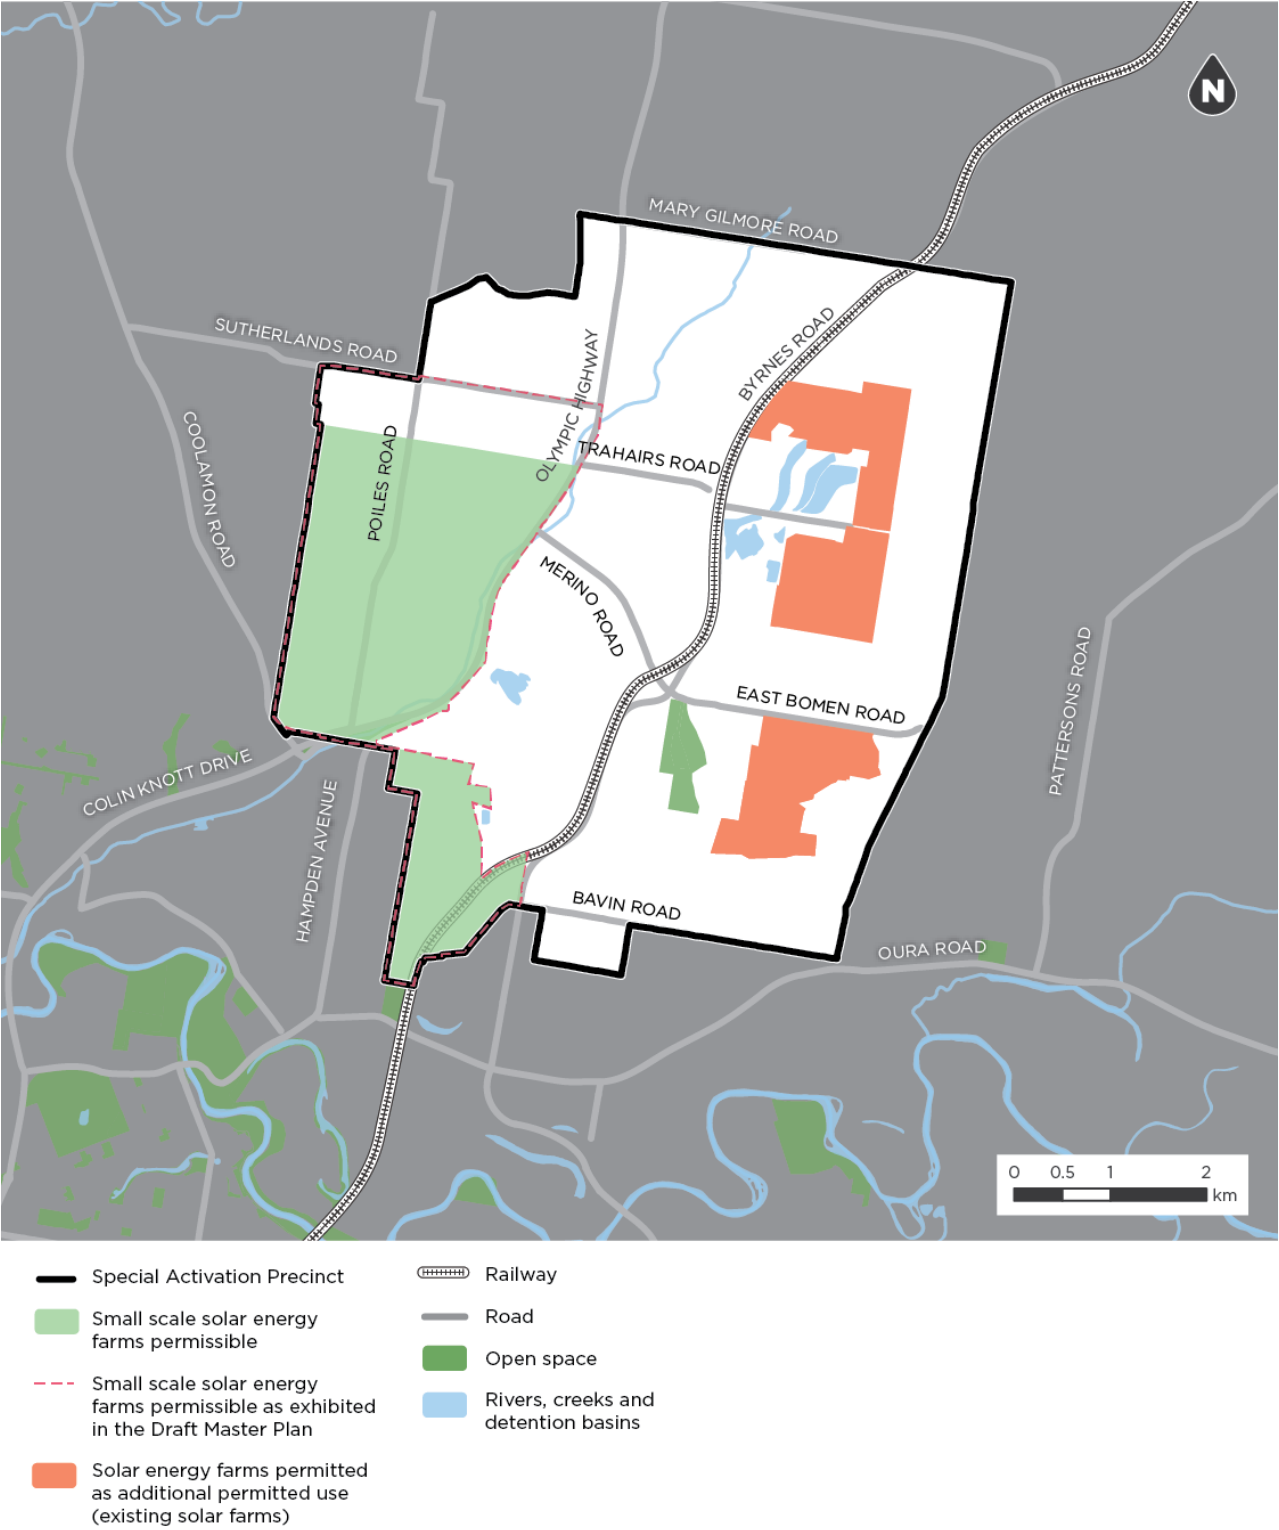 N
MARY GILMORE ROAD
BYRNES ROAD
SUTHERLANDS ROAD
OLYMPIC HIGHWAY
COOLAMON ROAD
POILES ROAD
TRAHAIRS ROAD
MERINO ROAD
EAST BOMEN ROAD
PATTERSONS ROAD
COLIN KNOTT DRIVE
HAMPDEN AVENUE
BAVIN ROAD
OURA ROAD
0 0.5 1 2
km
Special Activation Precinct
Small scale solar energy
farms permissible
Small scale solar energy
farms permissible as exhibited
in the Draft Master Plan
Solar energy farms permitted
as additional permitted use
(existing solar farms)
Railway
Road
Open space
Rivers, creeks and
detention basins